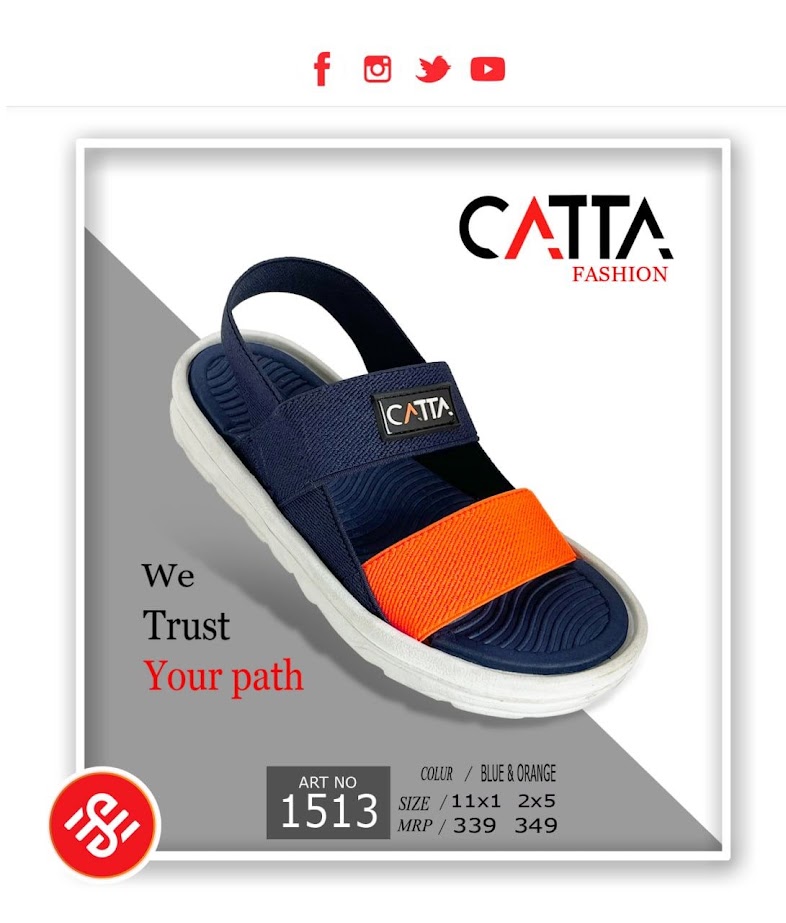 CATTA
FASHION
CATTA
We
Trust
Your path
ART NO
1513
COLUR / BLUE & ORANGE
SIZE / 11x1 2x5
MRP / 339 349